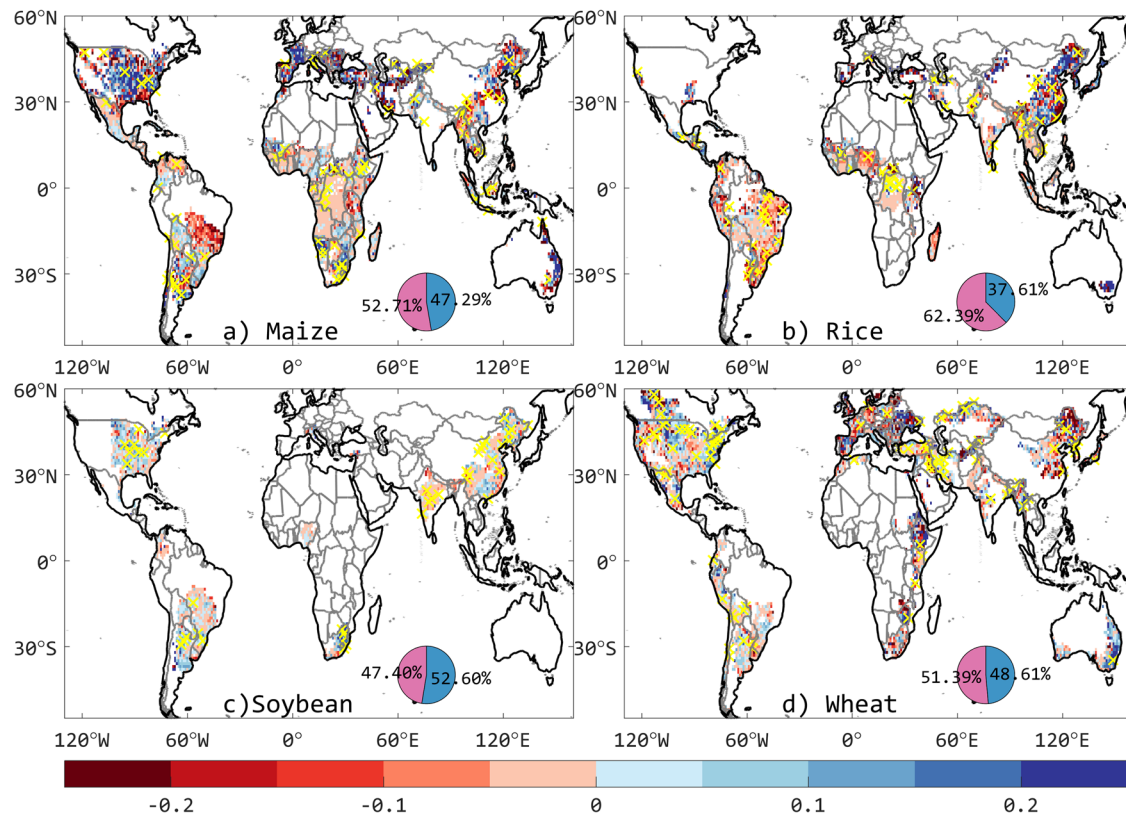 60°N
30°N
0°
30°S
52.71% 47.29%
a) Maize
37.61%
62.39%
b) Rice
120°W 60°W 0° 60°E 120°E
120°W 60°W 0° 60°E 120°E
60°N
30°N
0°
30°S
60°N
30°N
0°
30°S
47.40% 52.60%
c)Soybean
60°N
30°N
0°
30°S
51.39% 48.61%
d) Wheat
120°W 60°W 0° 60°E 120°E
120°W 60°W 0° 60°E 120°E
-0.2 -0.1 0 0.1 0.2